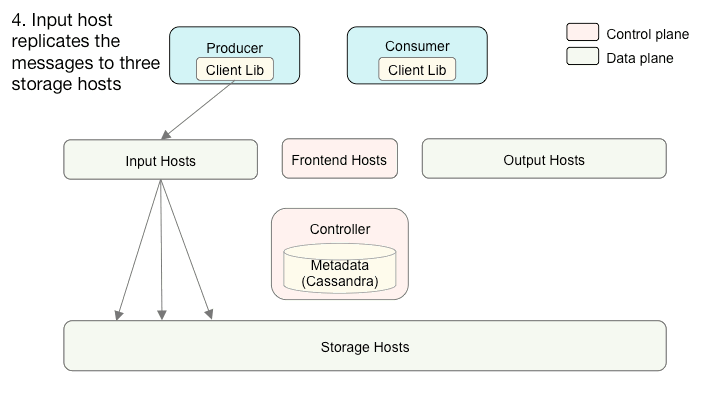 4. Input host
replicates the
messages to three
storage hosts
Producer
Client Lib
Consumer
Client Lib
Control plane
Data plane
Input Hosts
Frontend Hosts
Output Hosts
Controller
Metadata
(Cassandra)
Storage Hosts